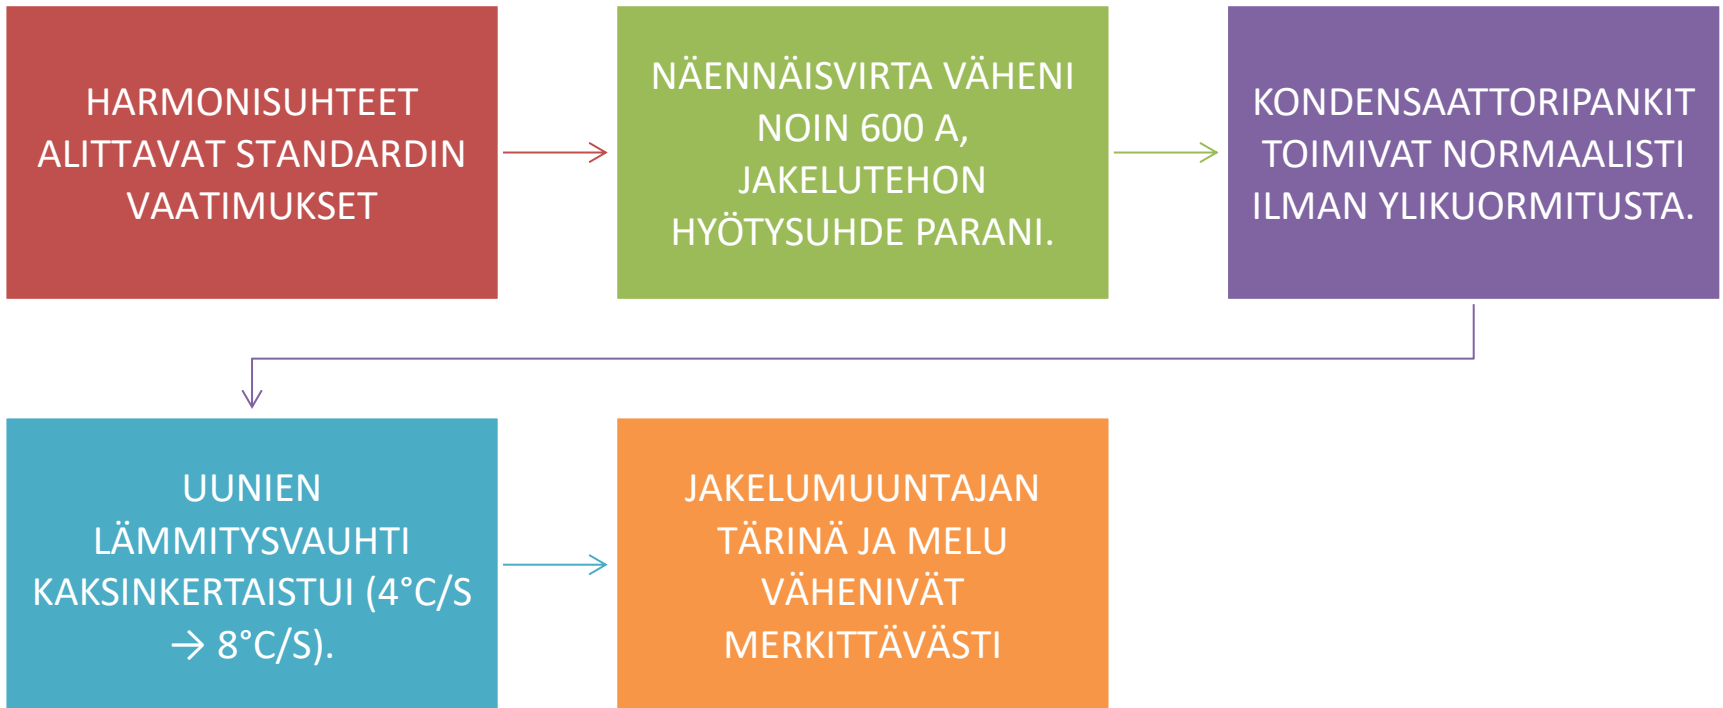 HARMONISUHTEET
ALITTAVAT STANDARDIN
VAATIMUKSET
NÄENNÄISVIRTA VÄHENI
NOIN 600 A,
JAKELUTEHON
HYÖTYSUHDE PARANI.
KONDENSAATTORIPANKIT
TOIMIVAT NORMAALISTI
ILMAN YLIKUORMITUSTA.
UUNIEN
LÄMMITYSVAUHTI
KAKSINKERTAISTUI (4°C/S
→ 8°C/S).
JAKELUMUUNTAJAN
TÄRINÄ JA MELU
VÄHENIVÄT
MERKITTÄVÄSTI